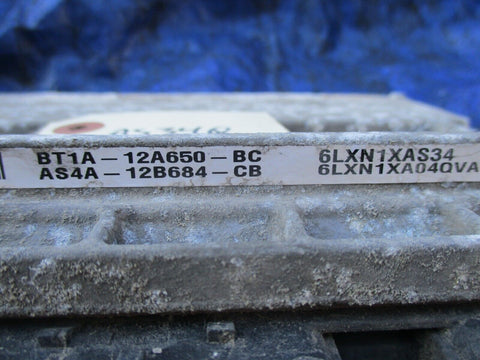 BT1A-12A650-BC 6LXN1XAS34
AS4A-12B684-CB 6LXN1XA04QVA